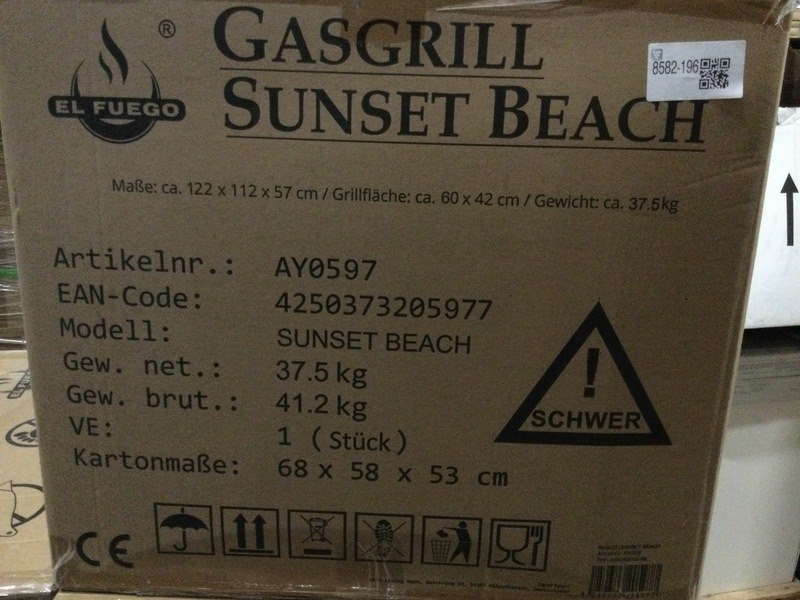 EL FUEGO ®
GASGRILL
SUNSET BEACH
8582-196
Maße: ca. 122 x 112 x 57 cm / Grillfläche: ca. 60 x 42 cm / Gewicht: ca. 37.5kg
Artikelnr.: AY0597
EAN-Code: 4250373205977
Modell: SUNSET BEACH
Gew. net.: 37.5 kg
Gew. brut.: 41.2 kg
VE: 1 (Stück)
Kartonmaße: 68 x 58 x 53 cm
!
SCHWER
CE
SUNSET BEACH